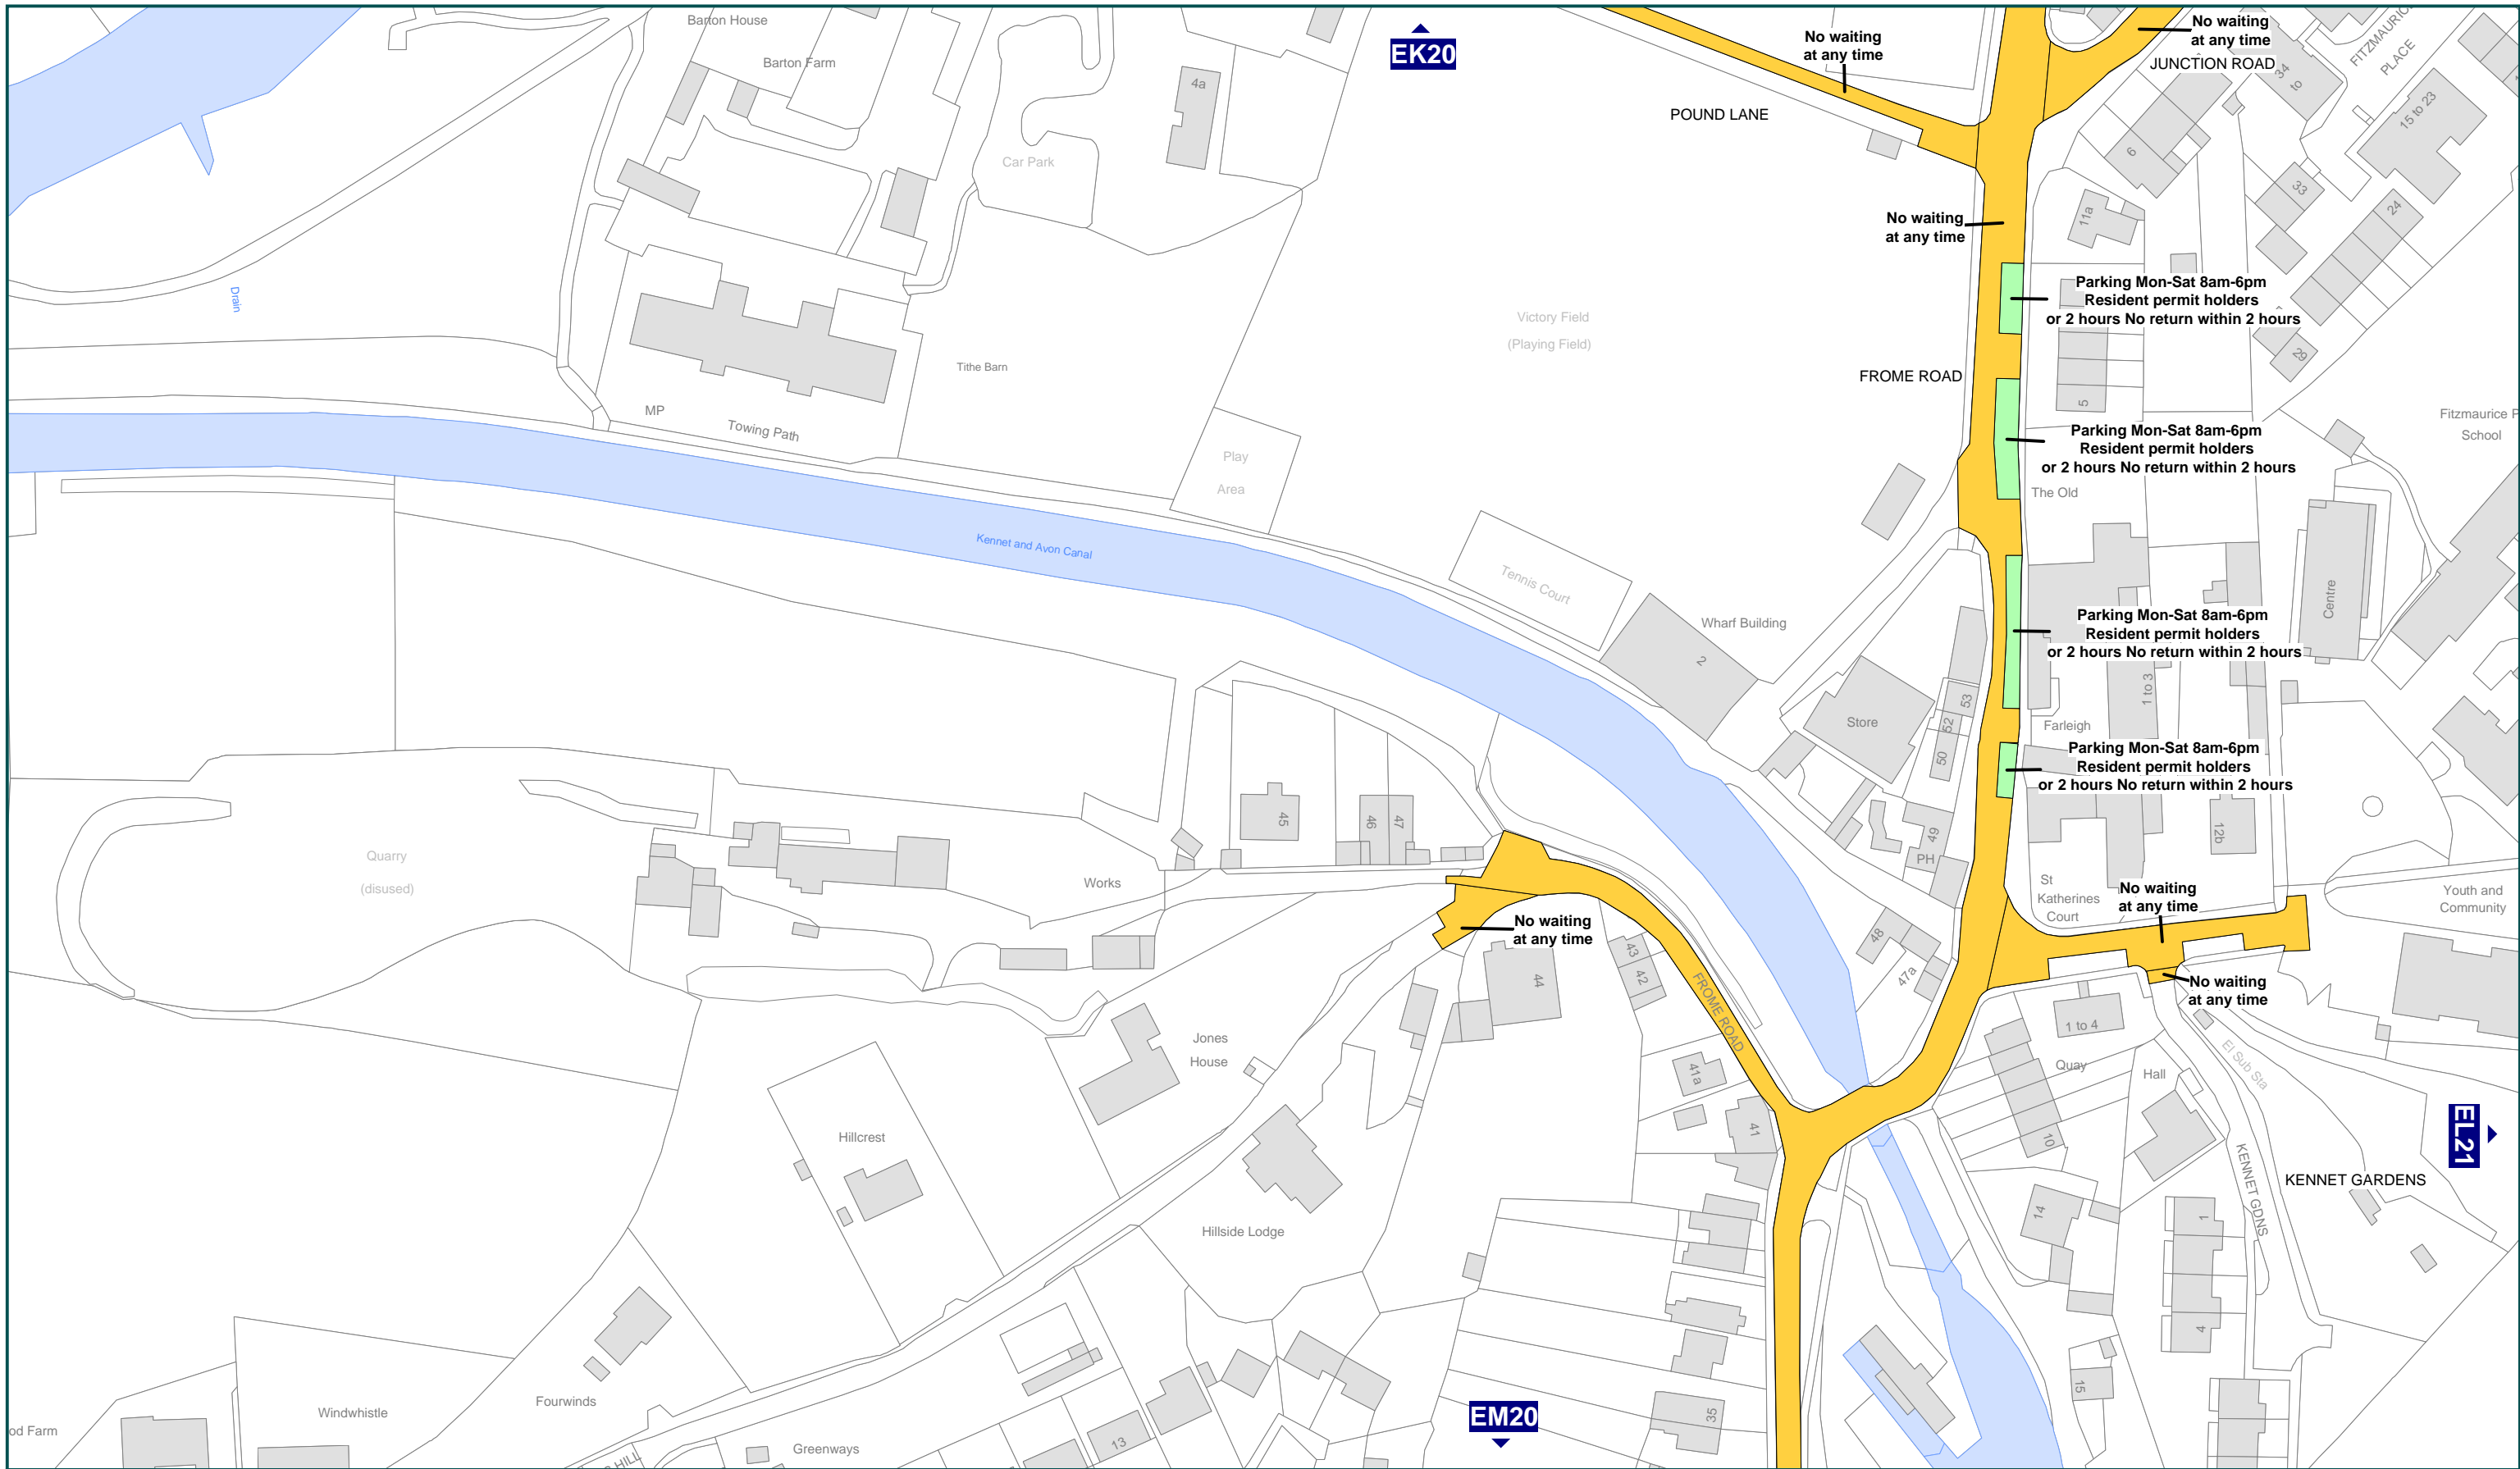 Barton House
Barton Farm
4a
Car Park
EK20
No waiting
at any time
POUND LANE
No waiting
at any time
JUNCTION ROAD
FITZMAURICE
PLACE
34
to
15 to 23
6
33
24
11a
29
5
No waiting
at any time
Parking Mon-Sat 8am-6pm
Resident permit holders
or 2 hours No return within 2 hours
Drain
Victory Field
(Playing Field)
Tithe Barn
FROME ROAD
MP
Towing Path
Play
Area
Parking Mon-Sat 8am-6pm
Resident permit holders
or 2 hours No return within 2 hours
Fitzmaurice P
School
The Old
Kennet and Avon Canal
Tennis Court
Wharf Building
2
Centre
Parking Mon-Sat 8am-6pm
Resident permit holders
or 2 hours No return within 2 hours
1 to 3
Store
53
52
50
Farleigh
Parking Mon-Sat 8am-6pm
Resident permit holders
or 2 hours No return within 2 hours
45
46
47
49
PH
12b
Quarry
(disused)
Works
St
Katherines
Court
No waiting
at any time
Youth and
Community
No waiting
at any time
43
42
44
48
47a
No waiting
at any time
FROME ROAD
Jones
House
1 to 4
Quay
Hall
El Sub Sta
41a
41
10
Hillcrest
EL21
KENNET GDNS
KENNET GARDENS
Hillside Lodge
14
1
4
15
35
Fourwinds
Windwhistle
od Farm
Greenways
13
HILL
EM20